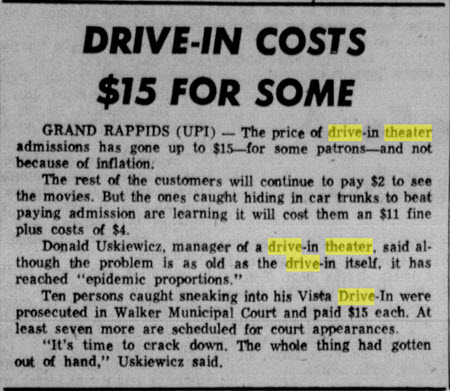 DRIVE-IN COSTS
$15 FOR SOME
GRAND RAPPIDS (UPI) — The price of drive-in theater
admissions has gone up to $15—for some patrons—and not
because of inflation.
The rest of the customers will continue to pay $2 to see
the movies. But the ones caught hiding in car trunks to beat
paying admission are learning it will cost them an $11 fine
plus costs of $4.
Donald Uskiewicz, manager of a drive-in theater, said al-
though the problem is as old as the drive-in itself, it has
reached "epidemic proportions."
Ten persons caught sneaking into his Vista Drive-In were
prosecuted in Walker Municipal Court and paid $15 each. At
least seven more are scheduled for court appearances.
"It's time to crack down. The whole thing had gotten
out of hand," Uskiewicz said.